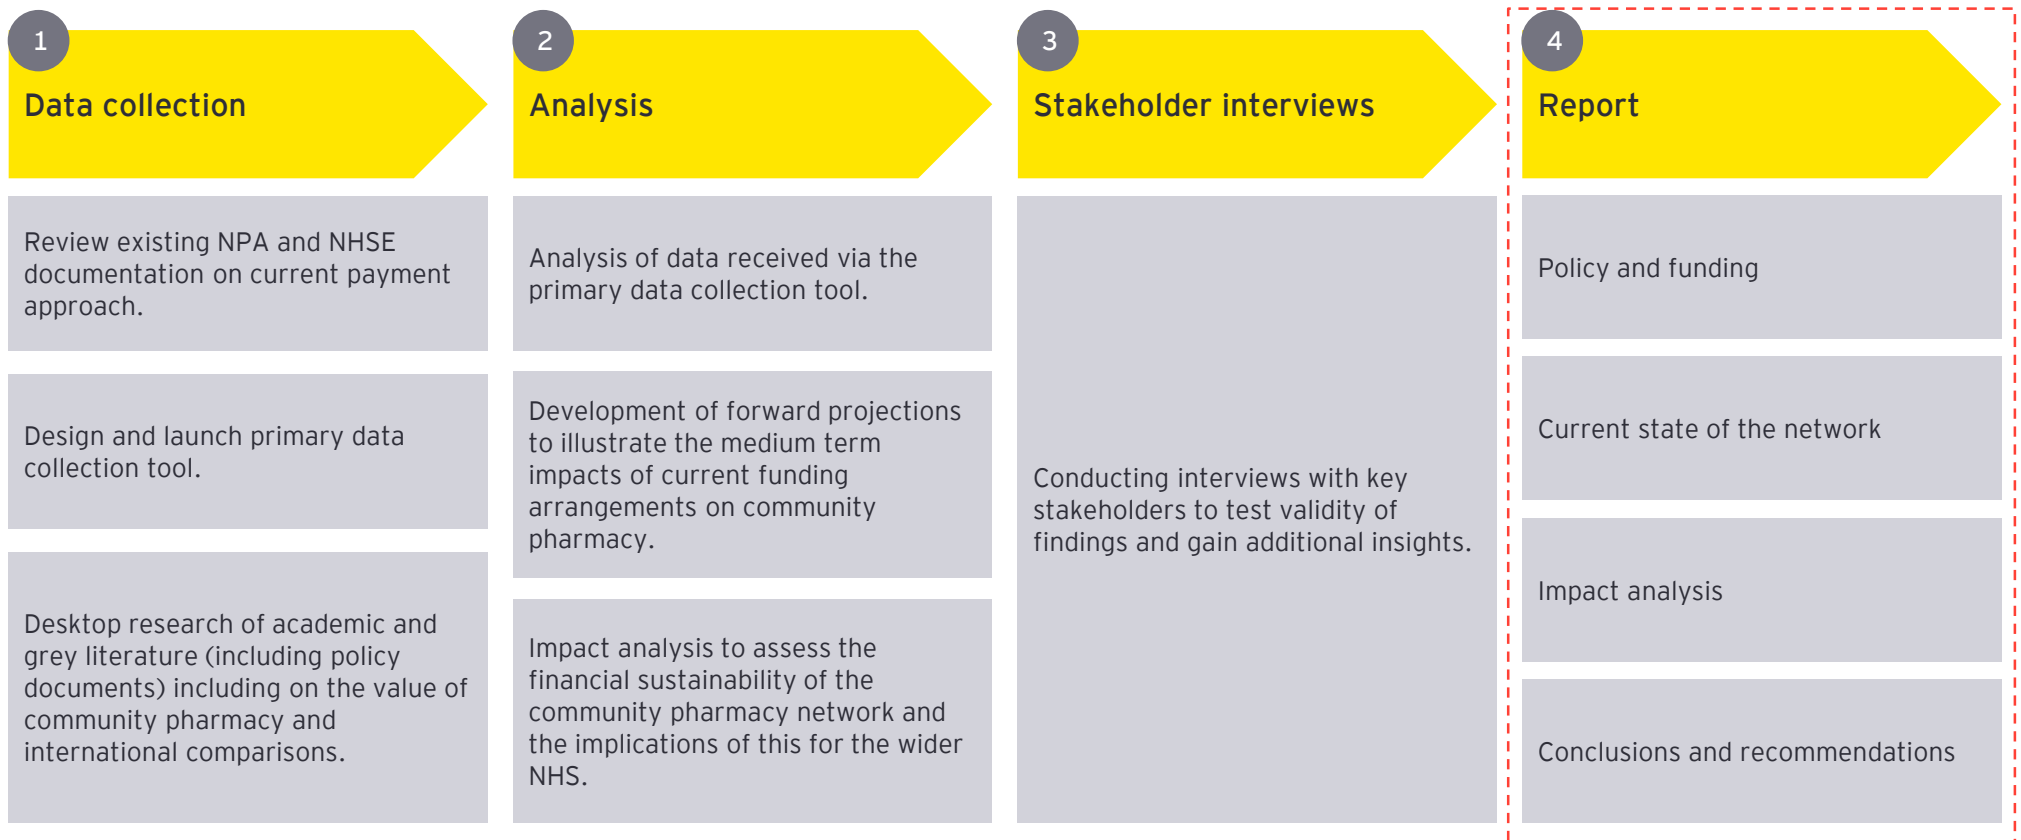 1
Data collection
Review existing NPA and NHSE
documentation on current payment
approach.
Design and launch primary data
collection tool.
Desktop research of academic and
grey literature (including policy
documents) including on the value of
community pharmacy and
international comparisons.
2
Analysis
Analysis of data received via the
primary data collection tool.
Development of forward projections
to illustrate the medium term
impacts of current funding
arrangements on community
pharmacy.
Impact analysis to assess the
financial sustainability of the
community pharmacy network and
the implications of this for the wider
NHS.
3
Stakeholder interviews
Conducting interviews with key
stakeholders to test validity of
findings and gain additional insights.
4
Report
Policy and funding
Current state of the network
Impact analysis
Conclusions and recommendations